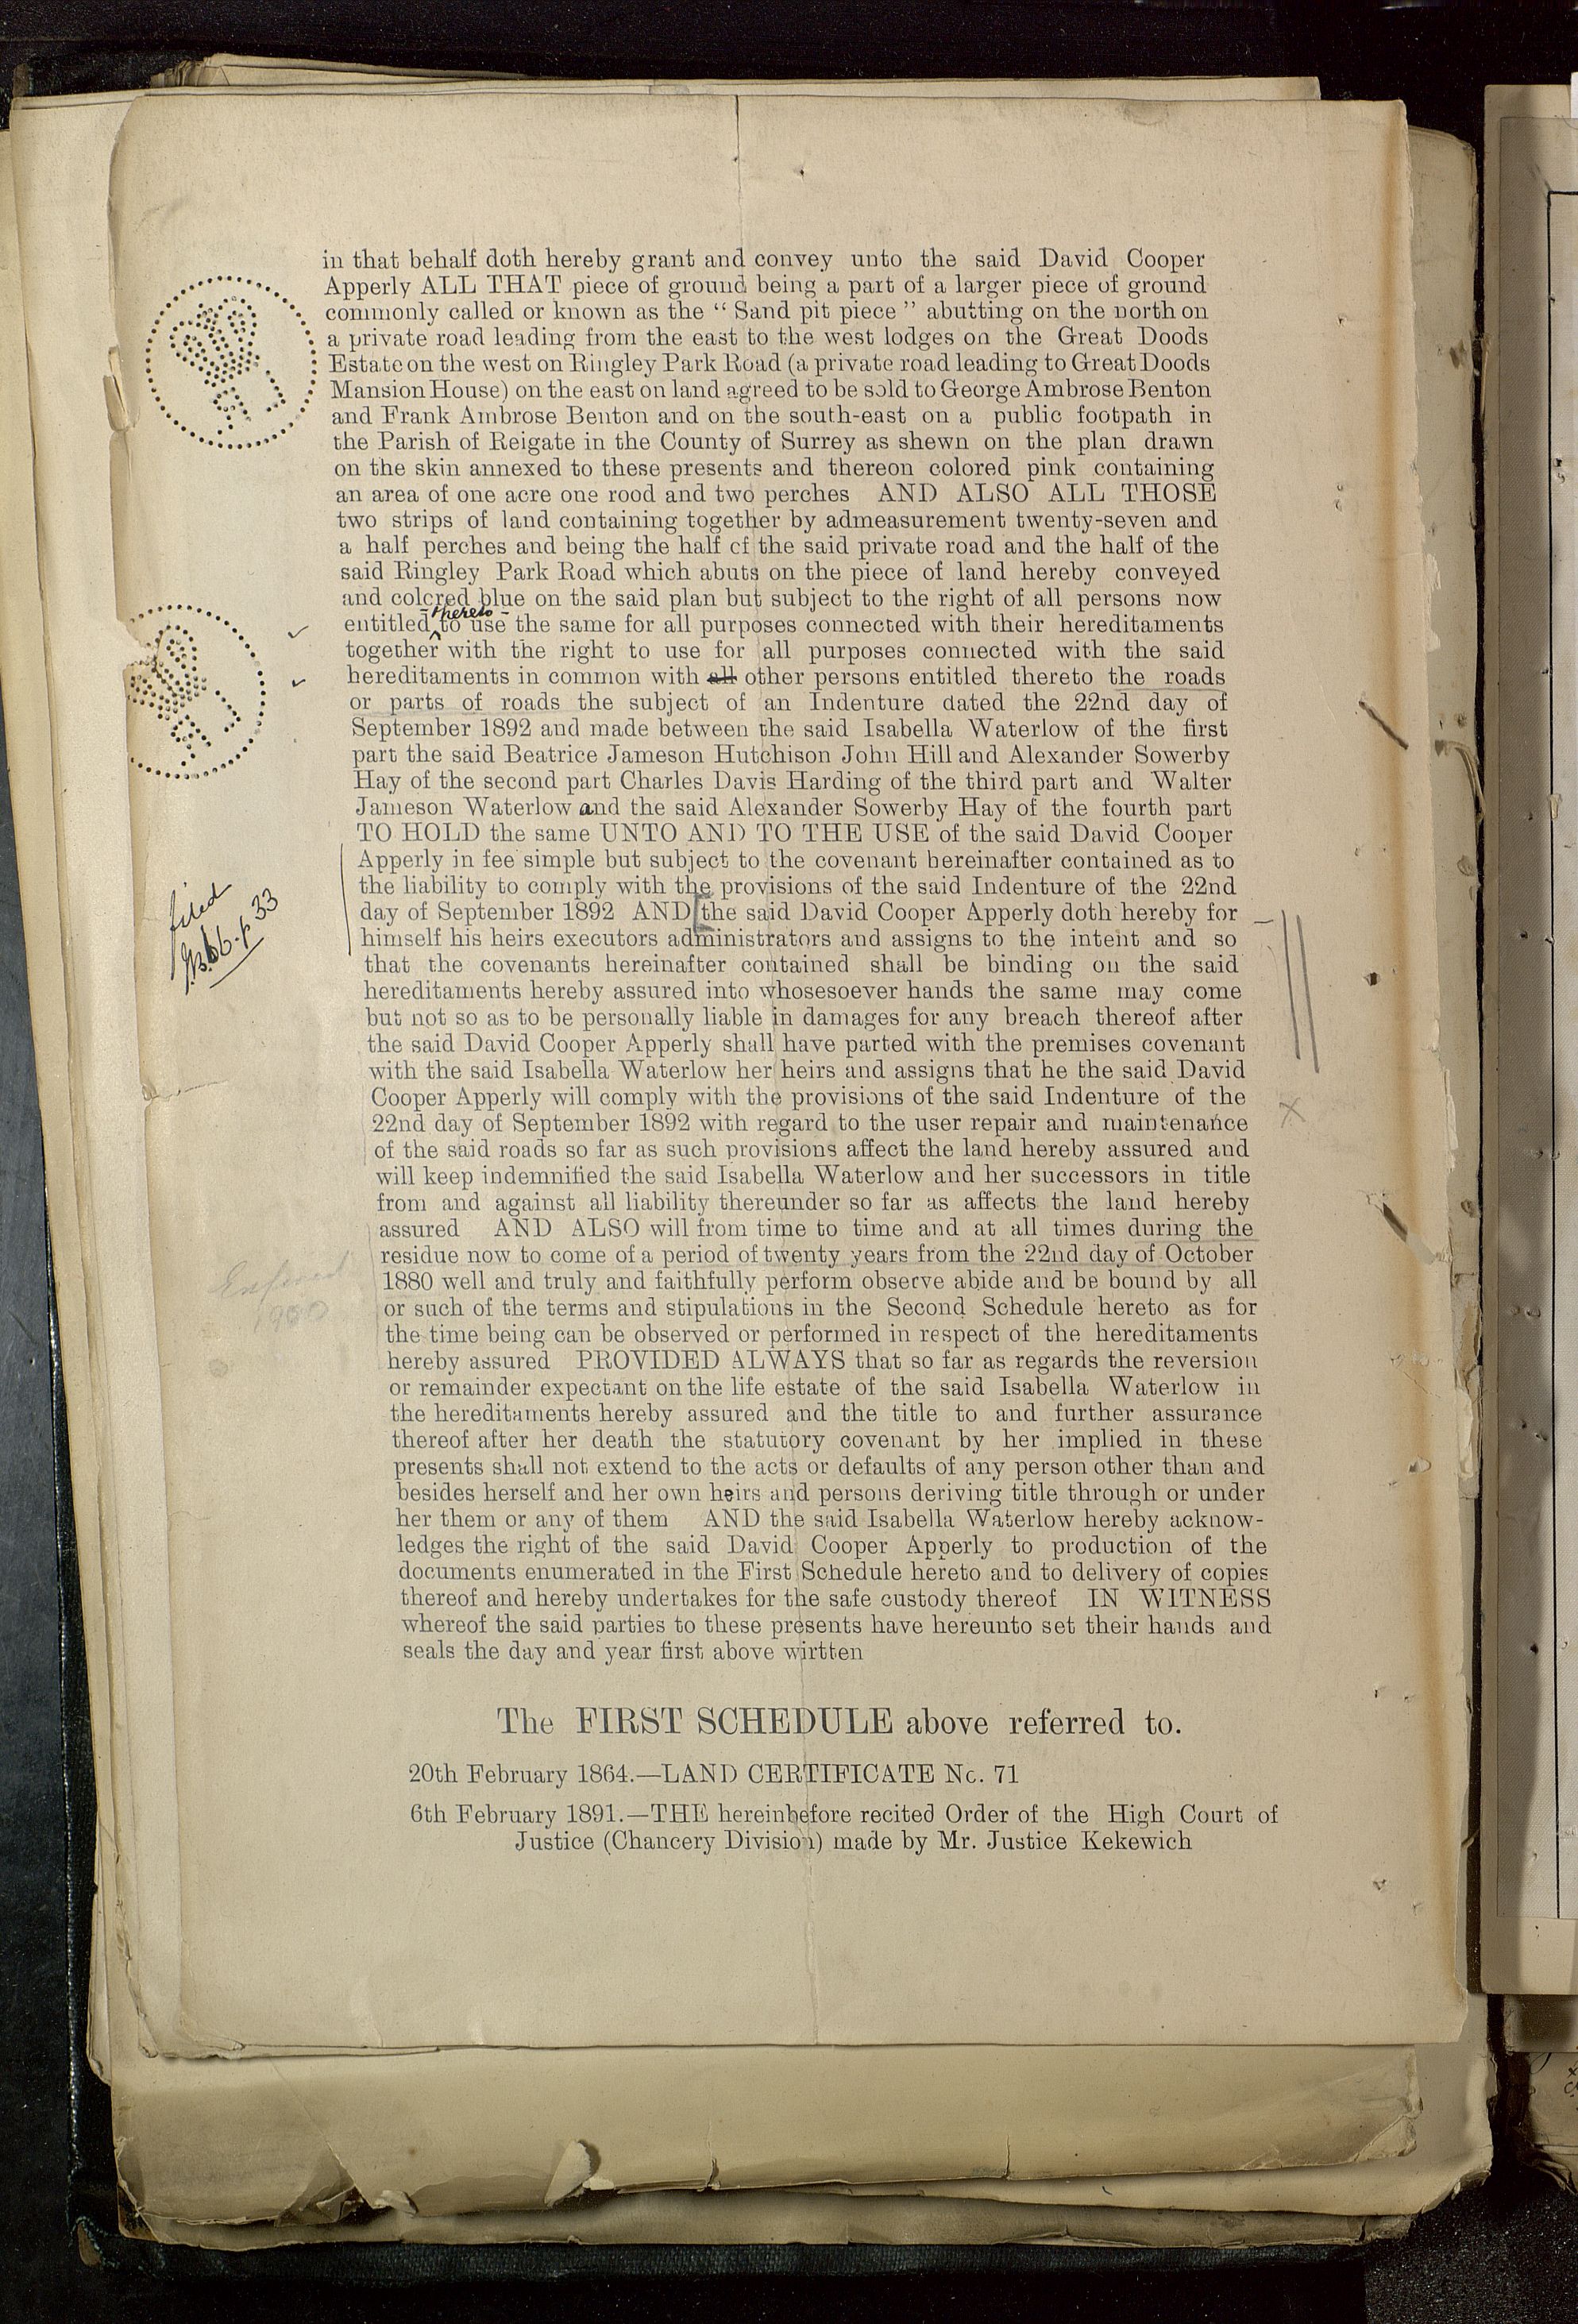 in that behalf doth hereby grant and convey unto the said David Cooper
Apperly ALL THAT piece of ground being a part of a larger piece of ground
commonly called or known as the “ Sand pit piece ” abutting on the north on
a private road leading from the east to the west lodges on the Great Doods
Estate on the west on Ringley Park Road (a private road leading to Great Doods
Mansion House) on the east on land agreed to be sold to George Ambrose Benton
and Frank Ambrose Benton and on the south-east on a public footpath in
the Parish of Reigate in the County of Surrey as shewn on the plan drawn
on the skin annexed to these presents and thereon colored pink containing
an area of one acre one rood and two perches AND ALSO ALL THOSE
two strips of land containing together by admeasurement twenty-seven and
a half perches and being the half of the said private road and the half of the
said Ringley Park Road which abuts on the piece of land hereby conveyed
and colored blue on the said plan but subject to the right of all persons now
-thereto-
entitled to use the same for all purposes connected with their hereditaments
together with the right to use for all purposes connected with the said
hereditaments in common with all other persons entitled thereto the roads
or parts of roads the subject of an Indenture dated the 22nd day of
September 1892 and made between the said Isabella Waterlow of the first
part the said Beatrice Jameson Hutchison John Hill and Alexander Sowerby
Hay of the second part Charles Davis Harding of the third part and Walter
Jameson Waterlow and the said Alexander Sowerby Hay of the fourth part
TO HOLD the same UNTO AND TO THE USE of the said David Cooper
Apperly in fee simple but subject to the covenant hereinafter contained as to
the liability to comply with the provisions of the said Indenture of the 22nd
day of September 1892 AND [the said David Cooper Apperly doth hereby for
himself his heirs executors administrators and assigns to the intent and so
that the covenants hereinafter contained shall be binding on the said
hereditaments hereby assured into whosesoever hands the same may come
but not so as to be personally liable in damages for any breach thereof after
the said David Cooper Apperly shall have parted with the premises covenant
with the said Isabella Waterlow her heirs and assigns that he the said David
Cooper Apperly will comply with the provisions of the said Indenture of the
22nd day of September 1892 with regard to the user repair and maintenance
of the said roads so far as such provisions affect the land hereby assured and
will keep indemnified the said Isabella Waterlow and her successors in title
from and against all liability thereunder so far as affects the land hereby
assured AND ALSO will from time to time and at all times during the
residue now to come of a period of twenty years from the 22nd day of October
1880 well and truly and faithfully perform observe abide and be bound by all
or such of the terms and stipulations in the Second Schedule hereto as for
the time being can be observed or performed in respect of the hereditaments
hereby assured PROVIDED ALWAYS that so far as regards the reversion
or remainder expectant on the life estate of the said Isabella Waterlow in
the hereditaments hereby assured and the title to and further assurance
thereof after her death the statutory covenant by her implied in these
presents shall not extend to the acts or defaults of any person other than and
besides herself and her own heirs and persons deriving title through or under
her them or any of them AND the said Isabella Waterlow hereby acknow-
ledges the right of the said David Cooper Apperly to production of the
documents enumerated in the First Schedule hereto and to delivery of copies
thereof and hereby undertakes for the safe custody thereof IN WITNESS
whereof the said parties to these presents have hereunto set their hands and
seals the day and year first above wirtten
The FIRST SCHEDULE above referred to.
20th February 1864.—LAND CERTIFICATE No. 71
6th February 1891.—THE hereinbefore recited Order of the High Court of
Justice (Chancery Division) made by Mr. Justice Kekewich
filed
33
Expired
1900